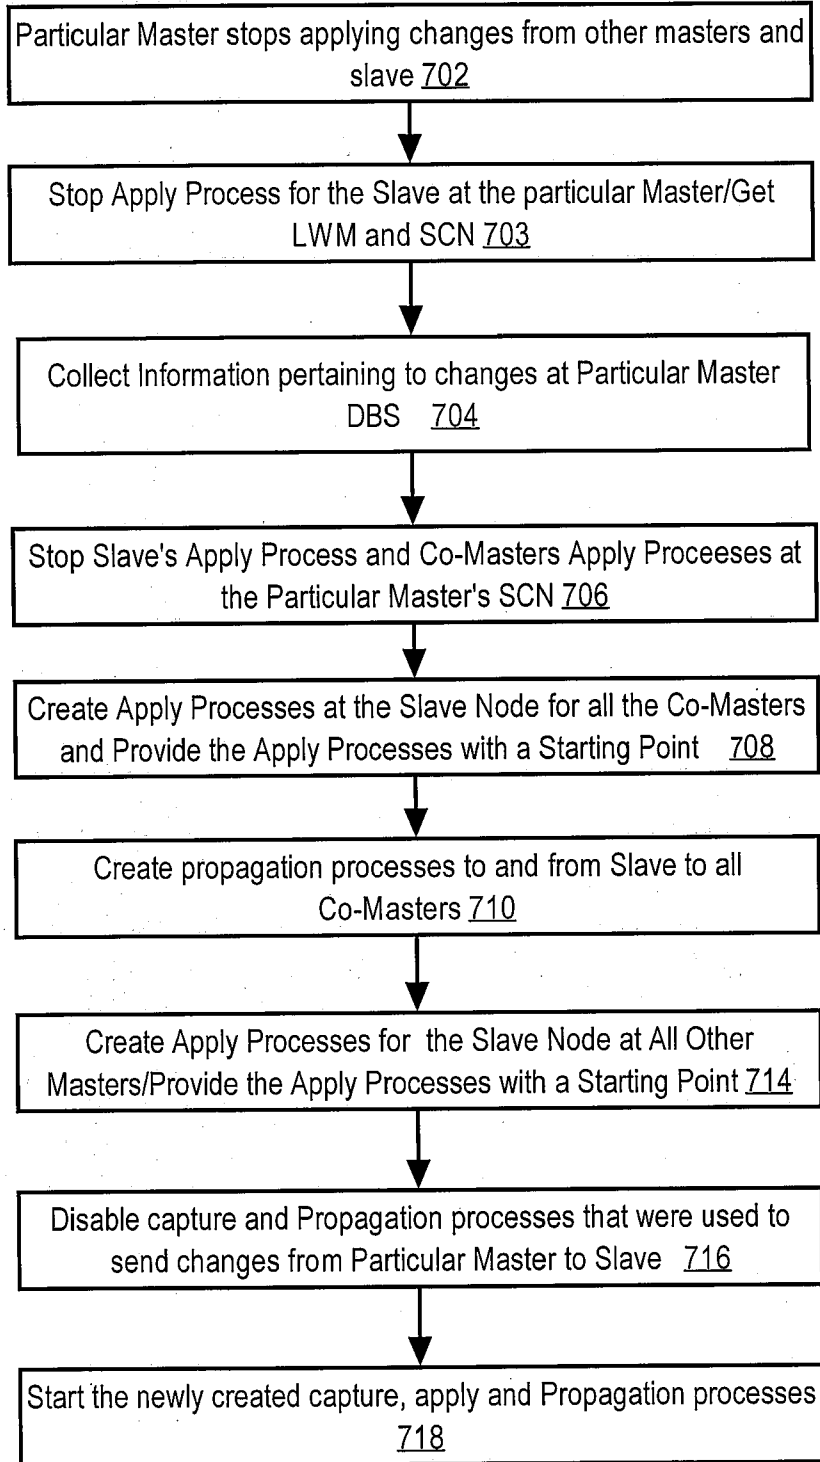 Particular Master stops applying changes from other masters and
slave 702
Stop Apply Process for the Slave at the particular Master/Get
LWM and SCN 703
Collect Information pertaining to changes at Particular Master
DBS 704
Stop Slave's Apply Process and Co-Masters Apply Proceeses at
the Particular Master's SCN 706
Create Apply Processes at the Slave Node for all the Co-Masters
and Provide the Apply Processes with a Starting Point 708
Create propagation processes to and from Slave to all
Co-Masters 710
Create Apply Processes for the Slave Node at All Other
Masters/Provide the Apply Processes with a Starting Point 714
Disable capture and Propagation processes that were used to
send changes from Particular Master to Slave 716
Start the newly created capture, apply and Propagation processes
718